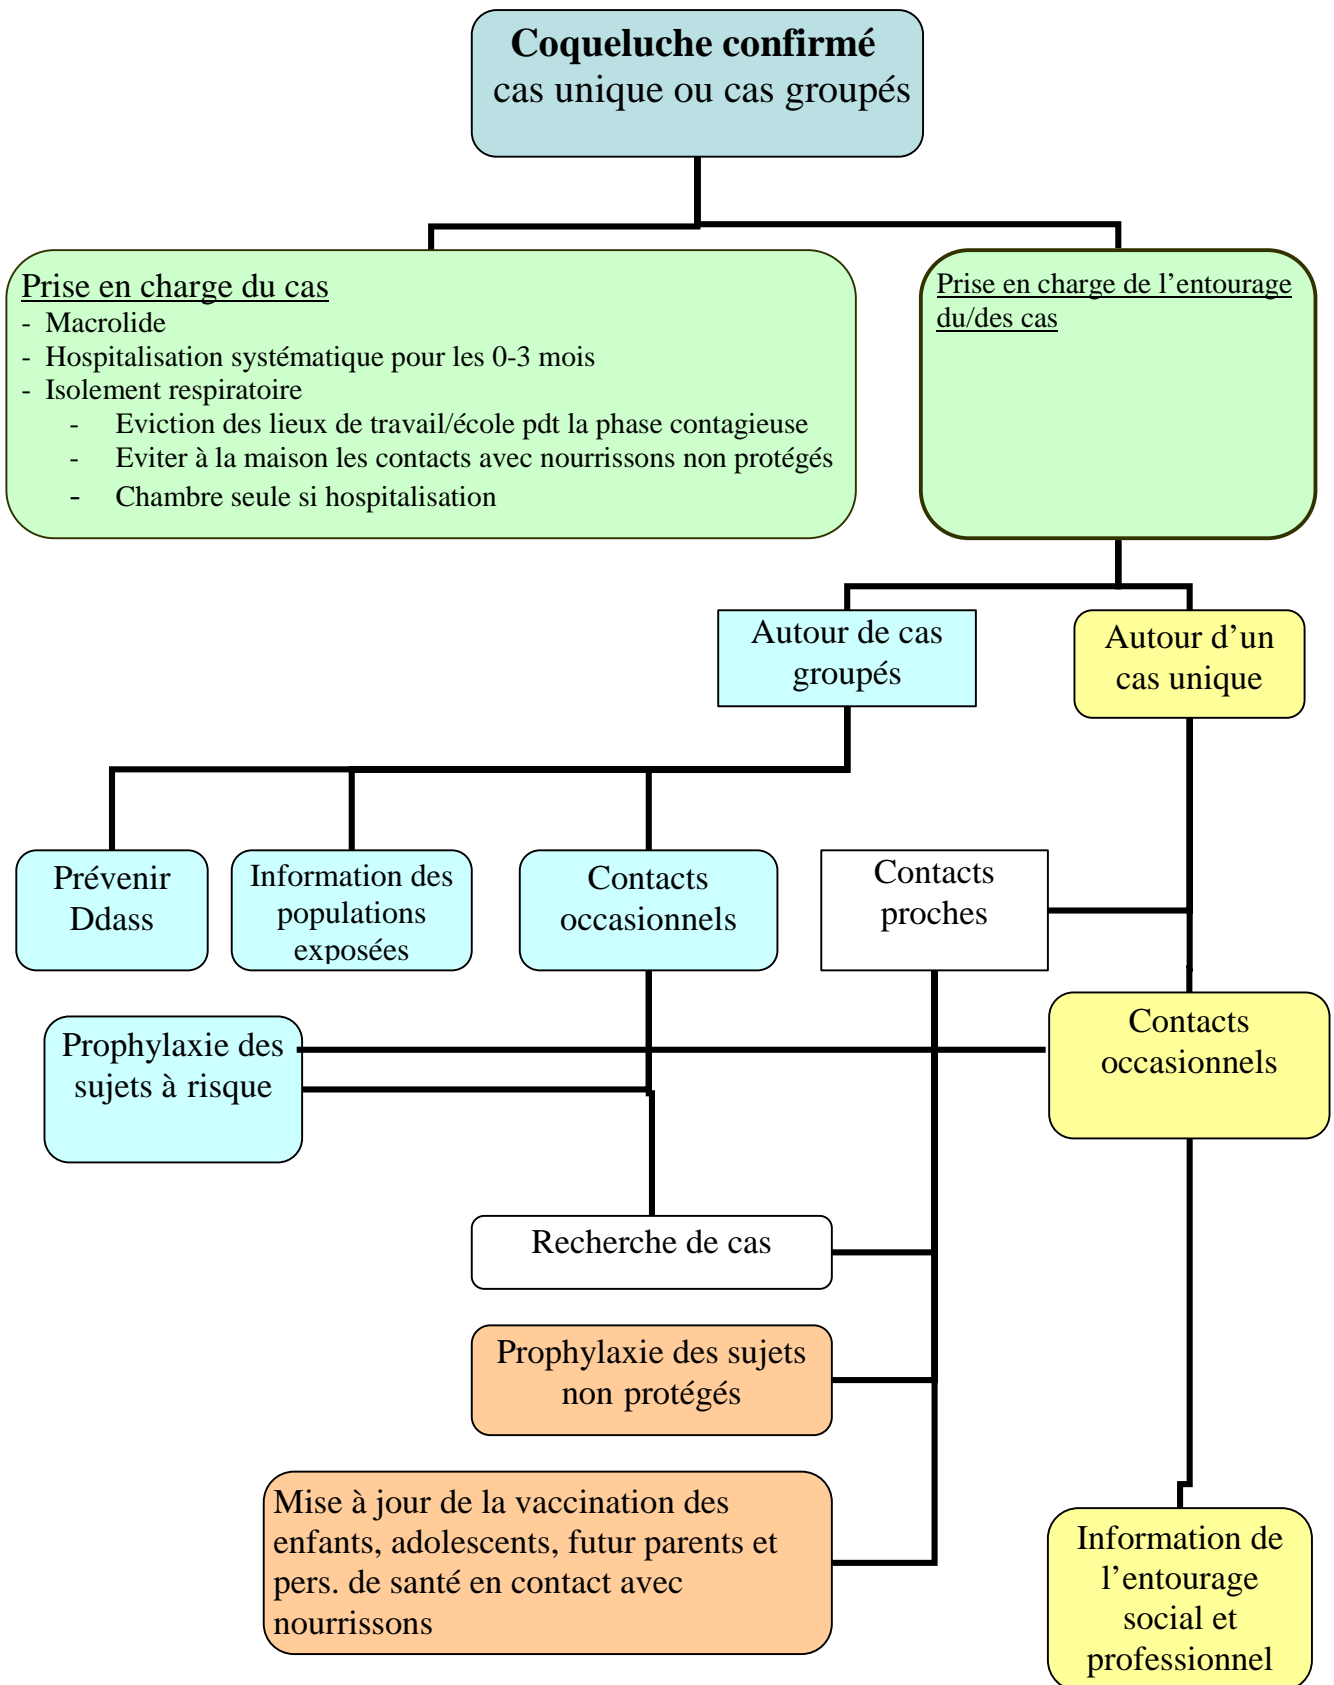 Coqueluche confirmé
cas unique ou cas groupés
Prise en charge du cas
- Macrolide
- Hospitalisation systématique pour les 0-3 mois
- Isolement respiratoire
- Eviction des lieux de travail/école pdt la phase contagieuse
- Eviter à la maison les contacts avec nourrissons non protégés
- Chambre seule si hospitalisation
Prise en charge de l’entourage
du/des cas
Autour de cas
groupés
Autour d’un
cas unique
Prévenir
Ddass
Information des
populations
exposées
Contacts
occasionnels
Contacts
proches
Prophylaxie des
sujets à risque
Contacts
occasionnels
Recherche de cas
Prophylaxie des sujets
non protégés
Mise à jour de la vaccination des
enfants, adolescents, futur parents et
pers. de santé en contact avec
nourrissons
Information de
l’entourage
social et
professionnel